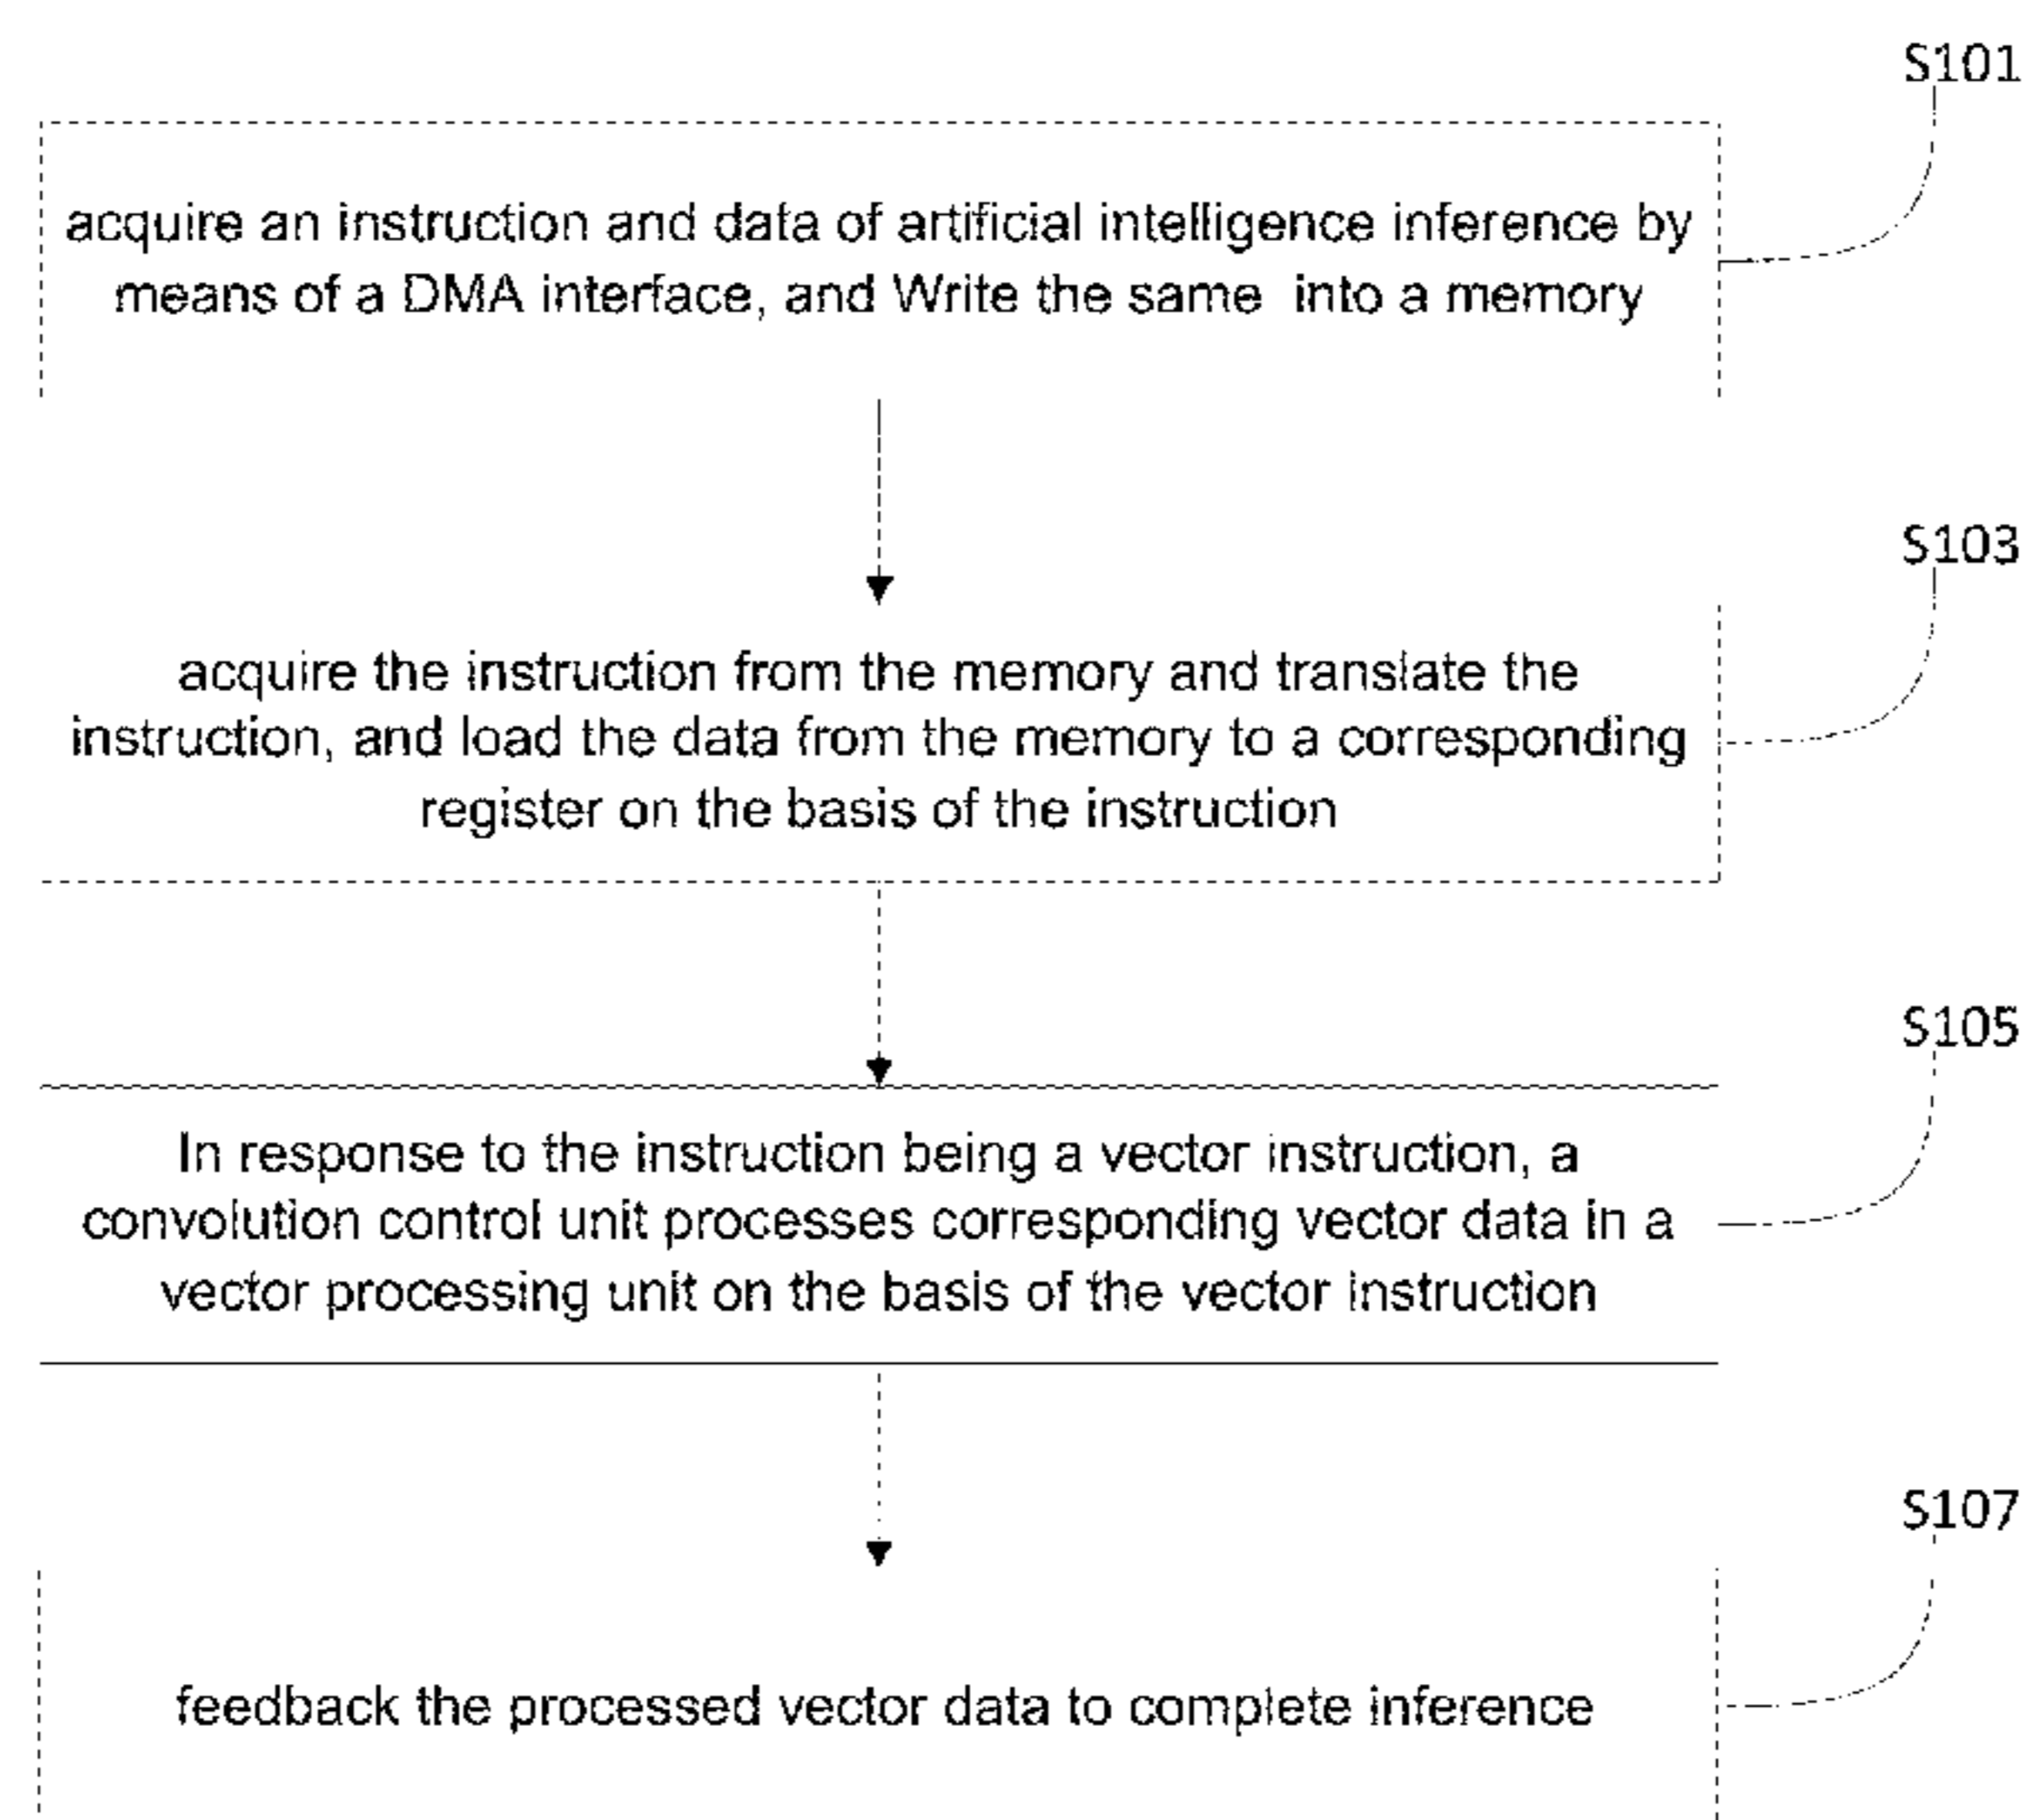 S101
acquire an instruction and data of artificial intelligence inference by
means of a DMA interface, and Write the same into a memory
S103
acquire the instruction from the memory and translate the
instruction, and load the data from the memory to a corresponding
register on the basis of the instruction
S105
In response to the instruction being a vector instruction, a
convolution control unit processes corresponding vector data in a
vector processing unit on the basis of the vector instruction
S107
feedback the processed vector data to complete inference